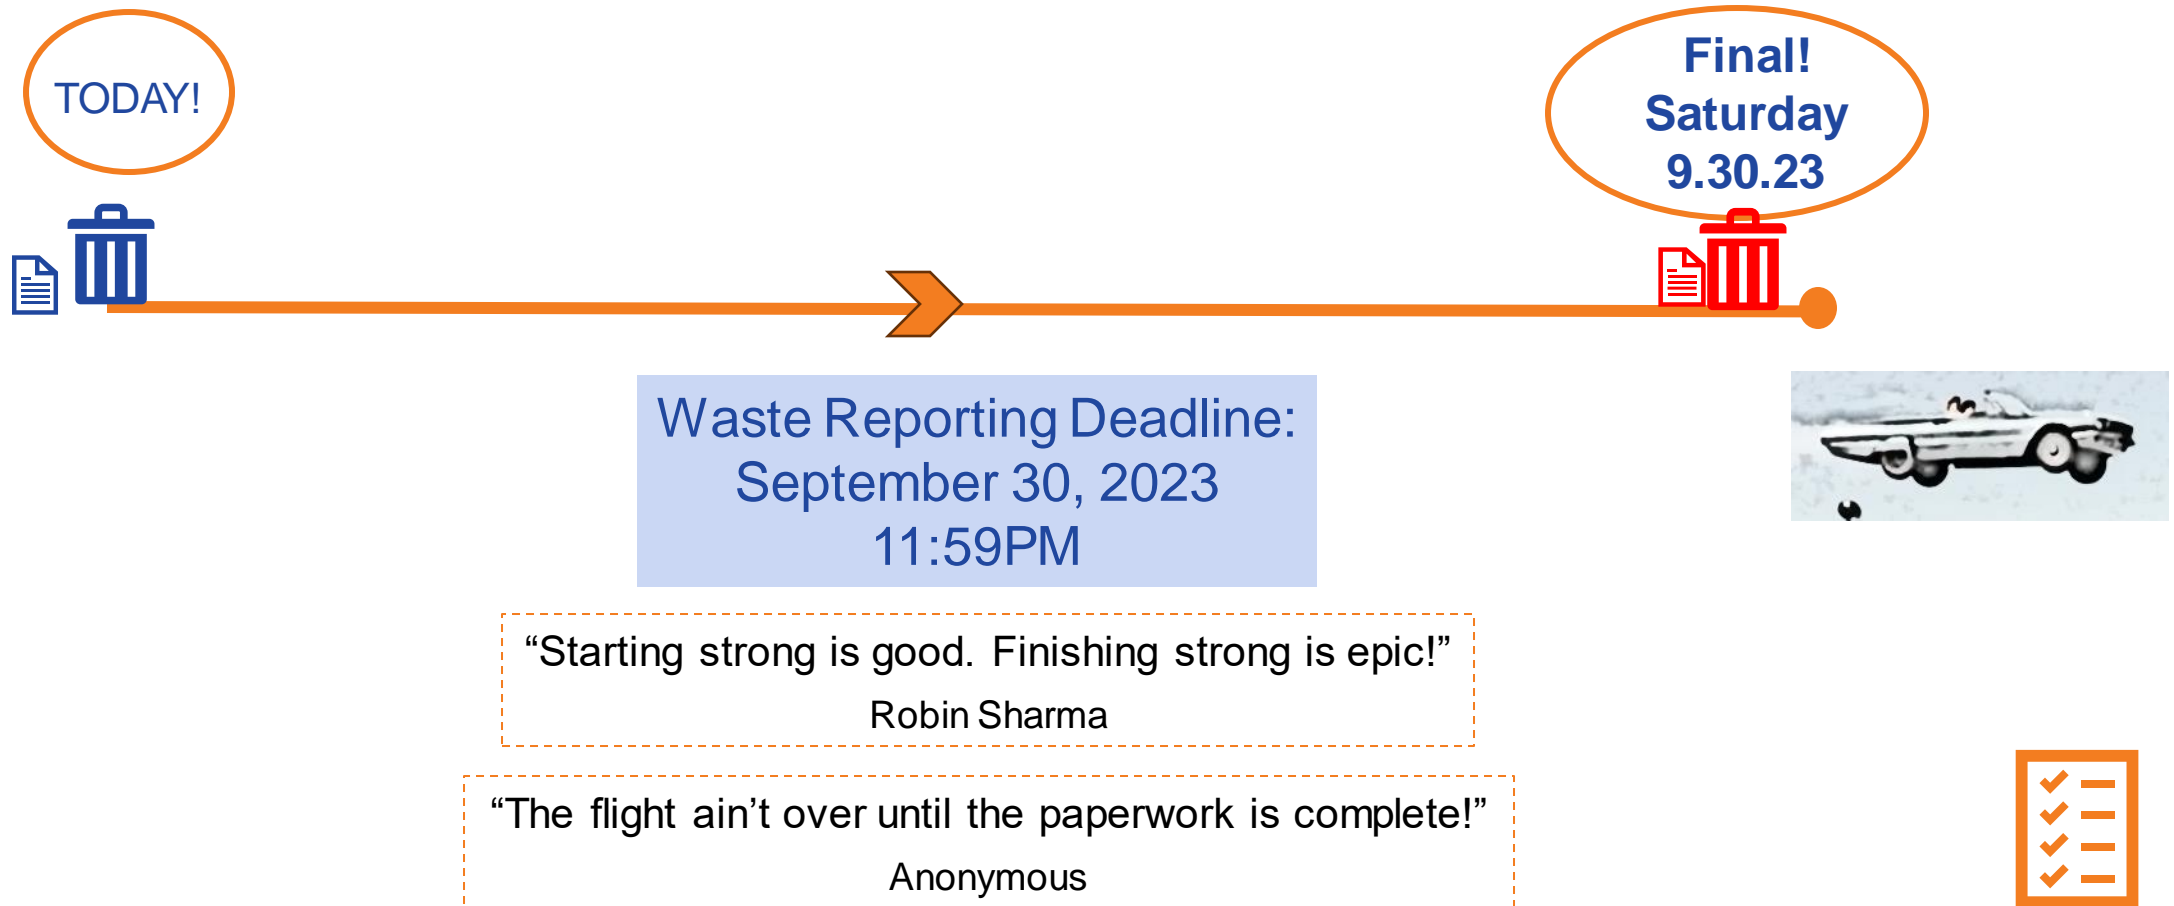 TODAY!
Final!
Saturday
9.30.23
Waste Reporting Deadline:
September 30, 2023
11:59PM
“Starting strong is good. Finishing strong is epic!”
Robin Sharma
“The flight ain’t over until the paperwork is complete!”
Anonymous